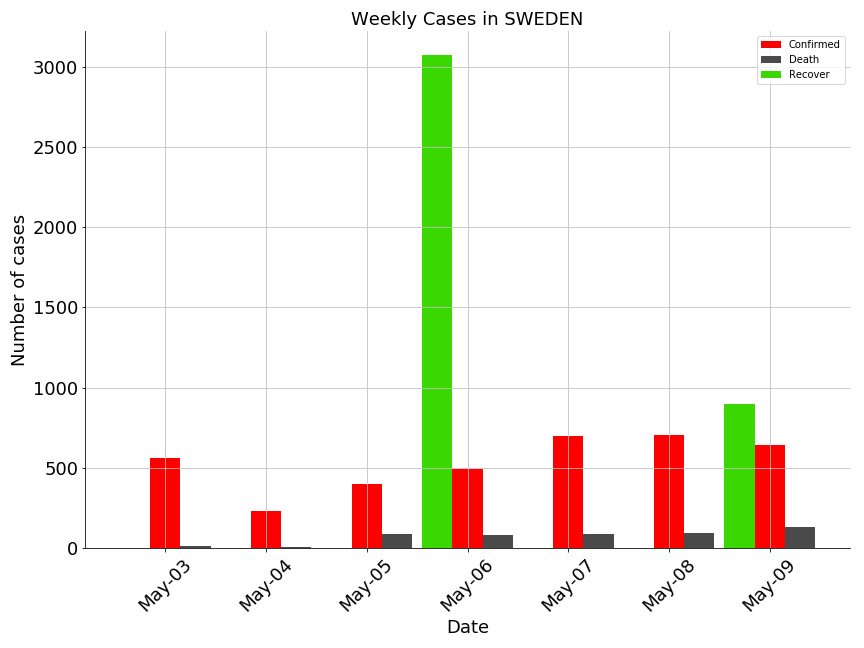 Weekly Cases in SWEDEN
Confirmed
Death
Recover
3000
2500
2000
1500
1000
500
0
Number of cases
May-03
May-04
May-05
May-06
May-07
May-08
May-09
Date